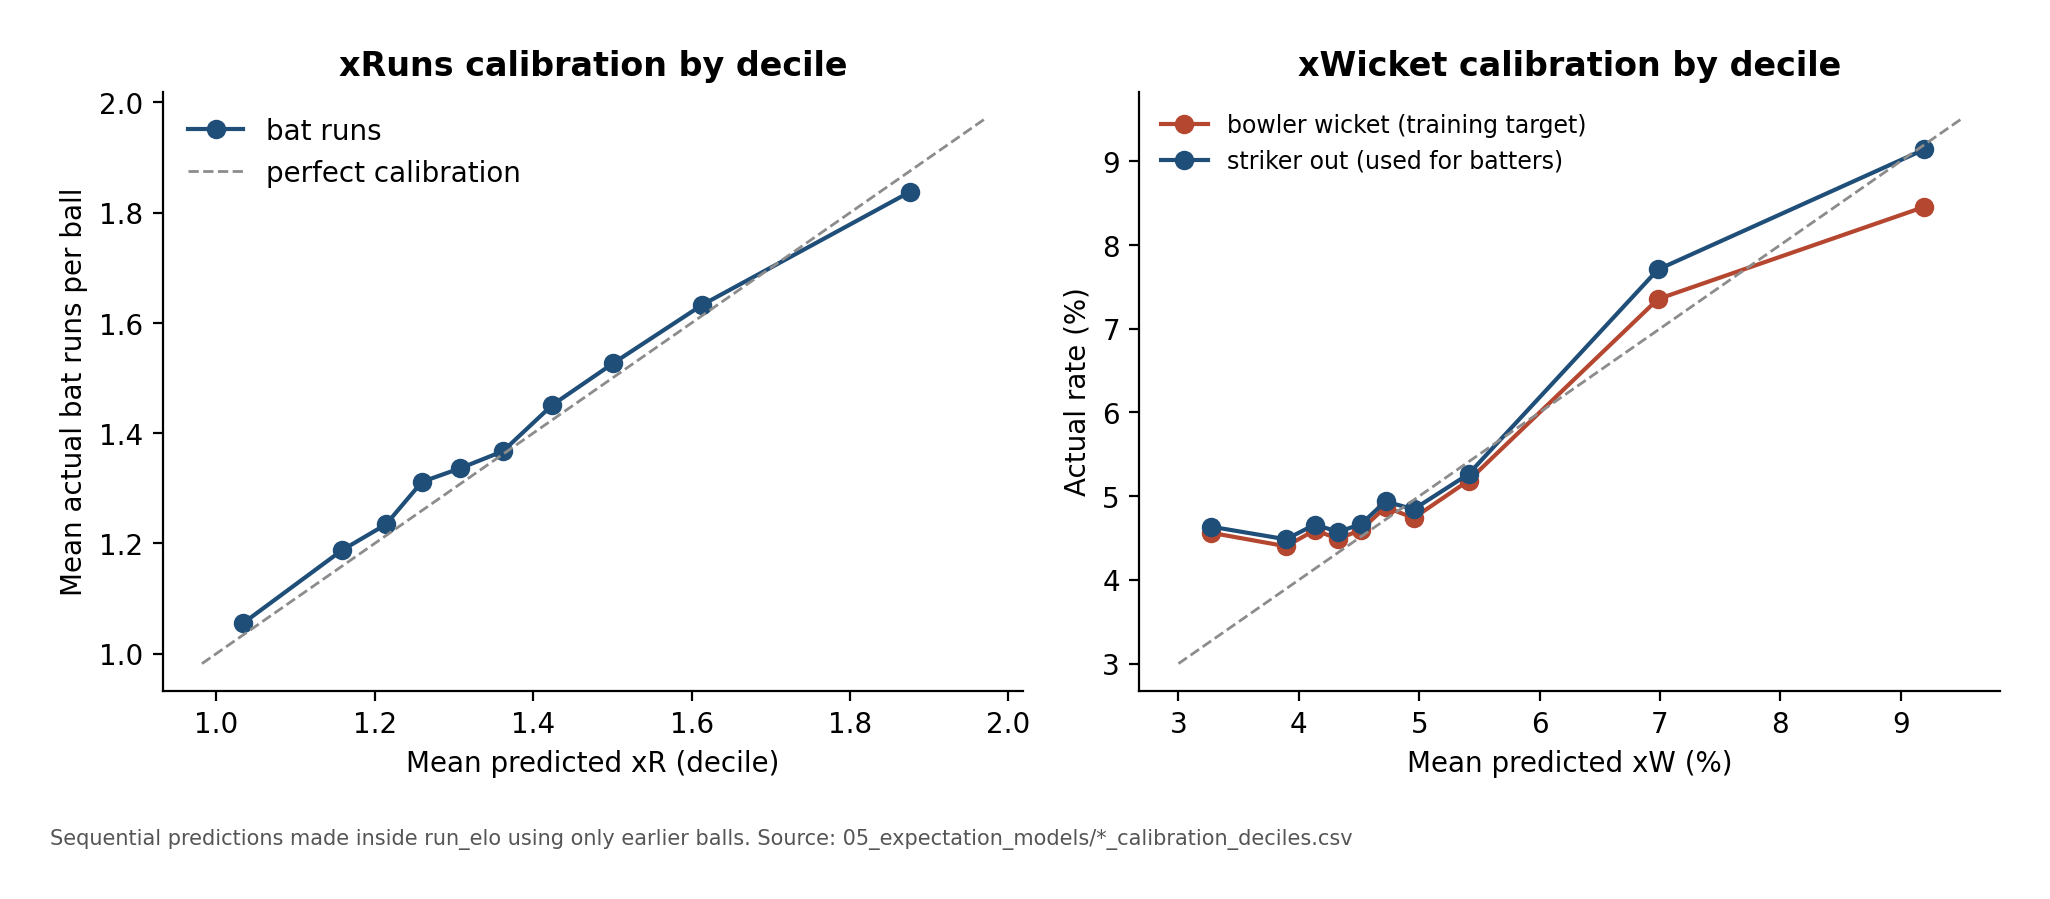 xRuns calibration by decile
2.0
1.8
1.6
1.4
1.2
1.0
Mean actual bat runs per ball
bat runs
perfect calibration
1.0 1.2 1.4 1.6 1.8 2.0
Mean predicted xR (decile)
xWicket calibration by decile
9
8
7
6
5
4
3
Actual rate (%)
bowler wicket (training target)
striker out (used for batters)
3 4 5 6 7 8 9
Mean predicted xW (%)
Sequential predictions made inside run_elo using only earlier balls. Source: 05_expectation_models/*_calibration_deciles.csv